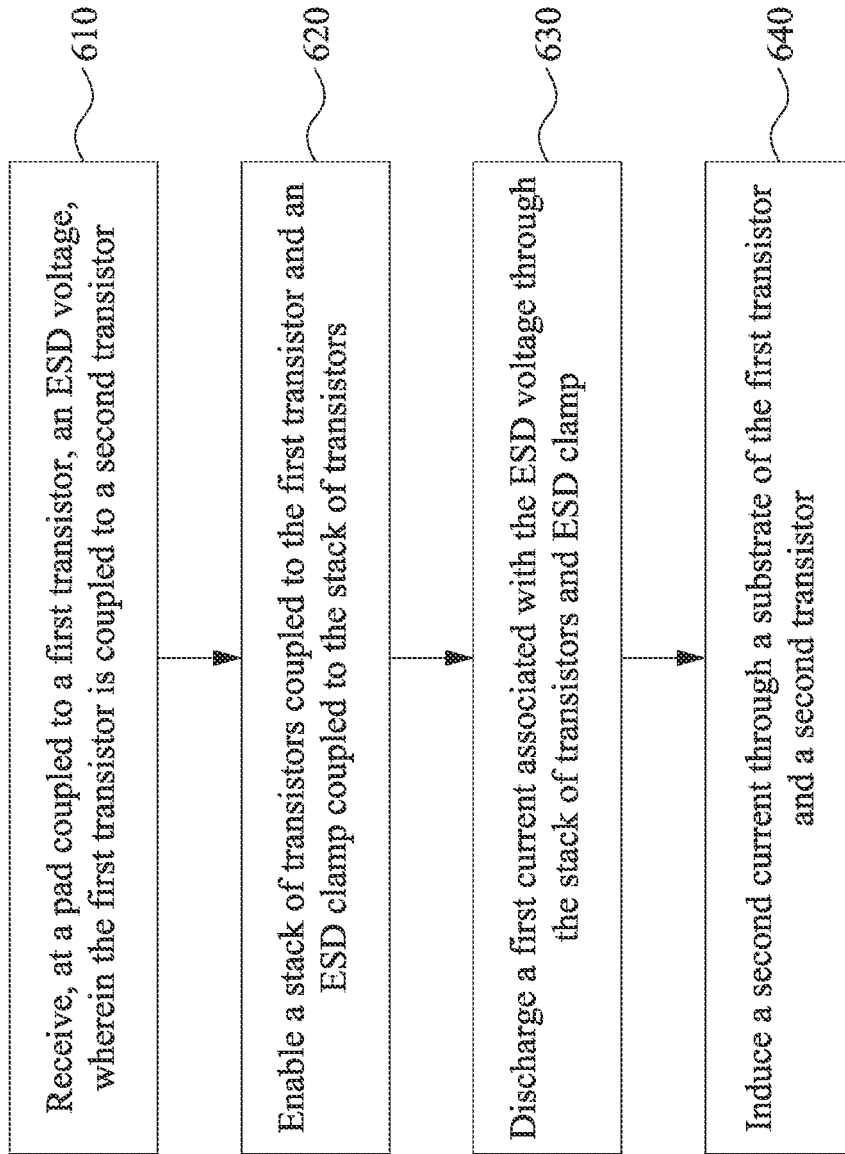 Receive, at a pad coupled to a first transistor, an ESD voltage,
wherein the first transistor is coupled to a second transistor
610
Enable a stack of transistors coupled to the first transistor and an
ESD clamp coupled to the stack of transistors
620
Discharge a first current associated with the ESD voltage through
the stack of transistors and ESD clamp
630
Induce a second current through a substrate of the first transistor
and a second transistor
640